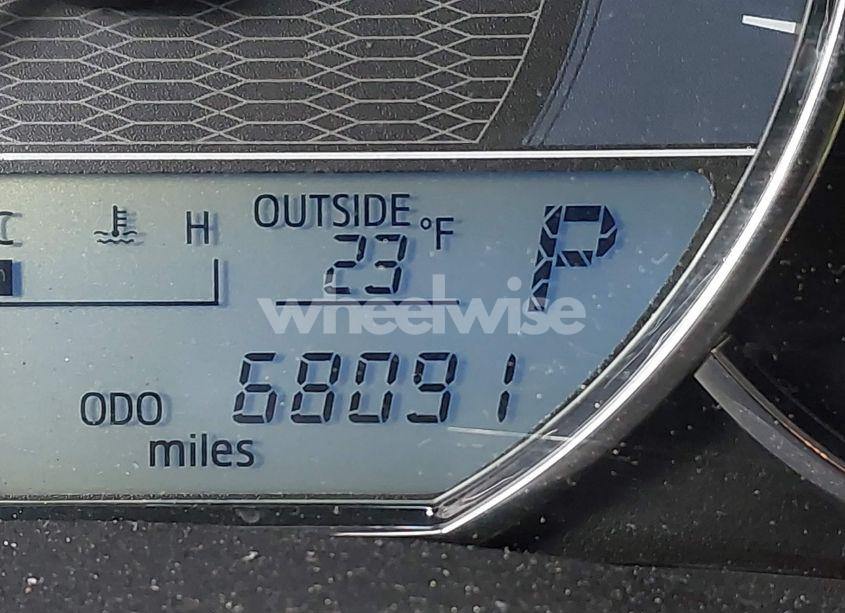 C H OUTSIDE °F P
23
wheelwise
ODO 68091
miles